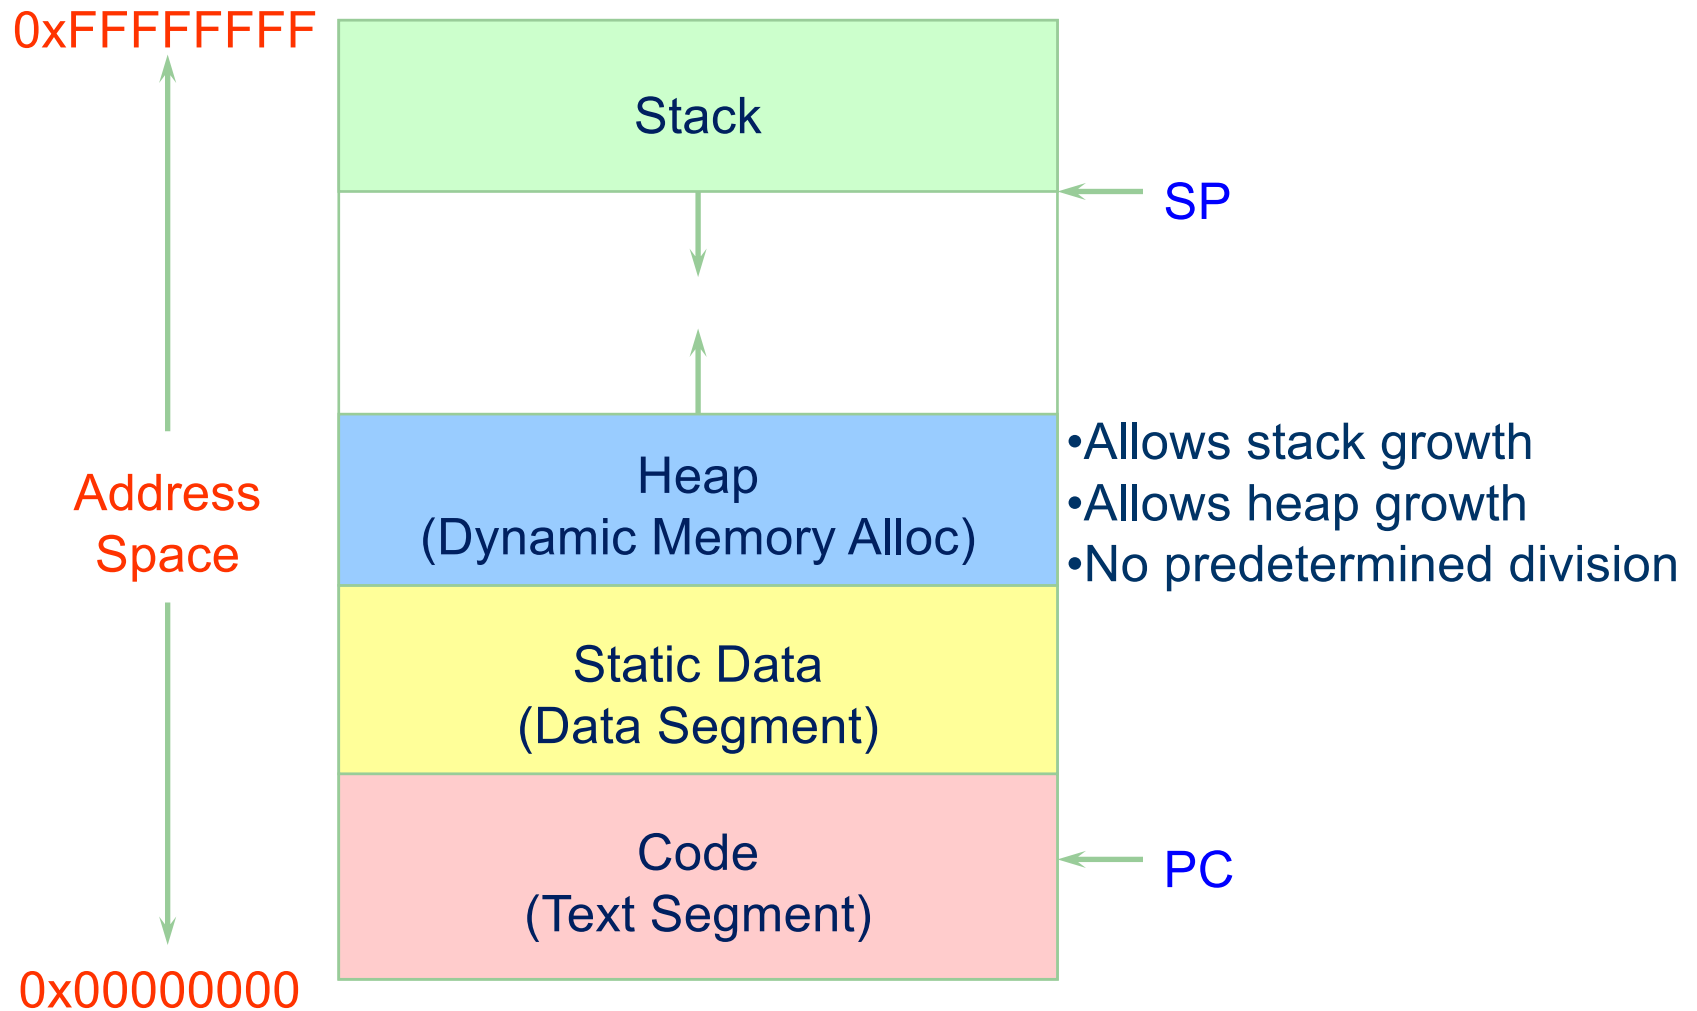 0xFFFFFFFF
Stack
SP
Address
Space
Heap
(Dynamic Memory Alloc)
•Allows stack growth
•Allows heap growth
•No predetermined division
Static Data
(Data Segment)
Code
(Text Segment)
PC
0x00000000